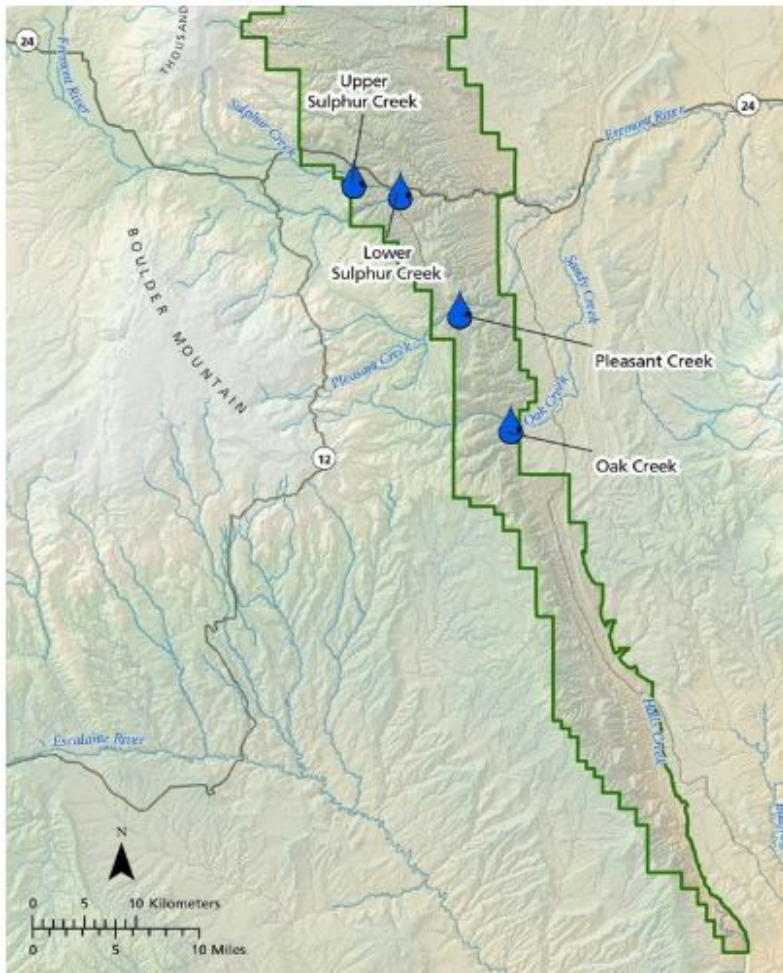 24
THOUSAND
Fremont River
Upper
Sulphur Creek
Sulphur Creek
24
Fremont River
Lower
Sulphur Creek
BOULDER MOUNTAIN
Sandy Creek
Pleasant Creek
Pleasant Creek
Oak Creek
Oak Creek
12
Halls Creek
Escalante River
N
0 5 10 Kilometers
0 5 10 Miles